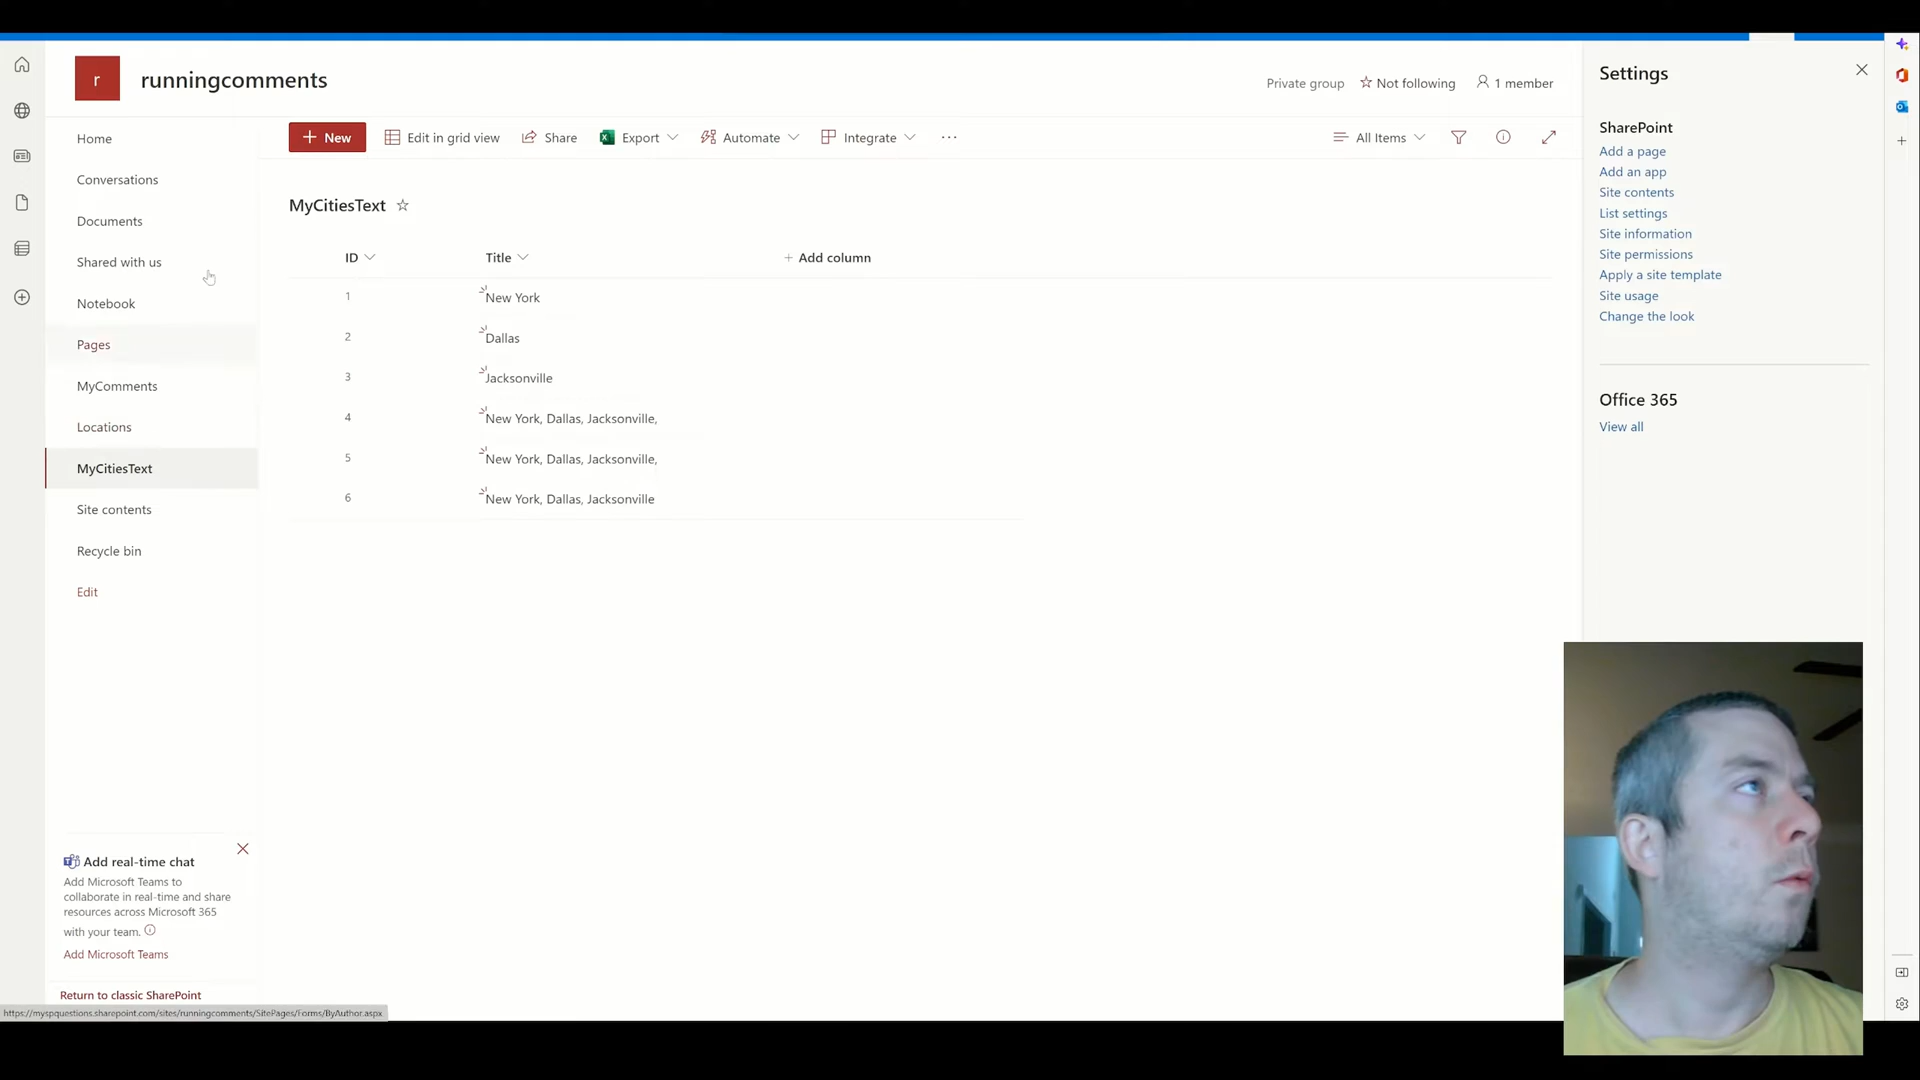 r
runningcomments
Private group
Not following
1 member
Home
Conversations
Documents
Shared with us
Notebook
Pages
MyComments
Locations
MyCitiesText
Site contents
Recycle bin
Edit
New
Edit in grid view
Share
Export
Automate
Integrate
All Items
MyCitiesText
ID
Title
Add column
1
New York
2
Dallas
3
Jacksonville
4
New York, Dallas, Jacksonville,
5
New York, Dallas, Jacksonville,
6
New York, Dallas, Jacksonville
Settings
SharePoint
Add a page
Add an app
Site contents
List settings
Site information
Site permissions
Apply a site template
Site usage
Change the look
Office 365
View all
Add real-time chat
Add Microsoft Teams to
collaborate in real-time and share
resources across Microsoft 365
with your team.
Add Microsoft Teams
Return to classic SharePoint
https://myspquestions.sharepoint.com/sites/runningcomments/SitePages/Forms/ByAuthor.aspx